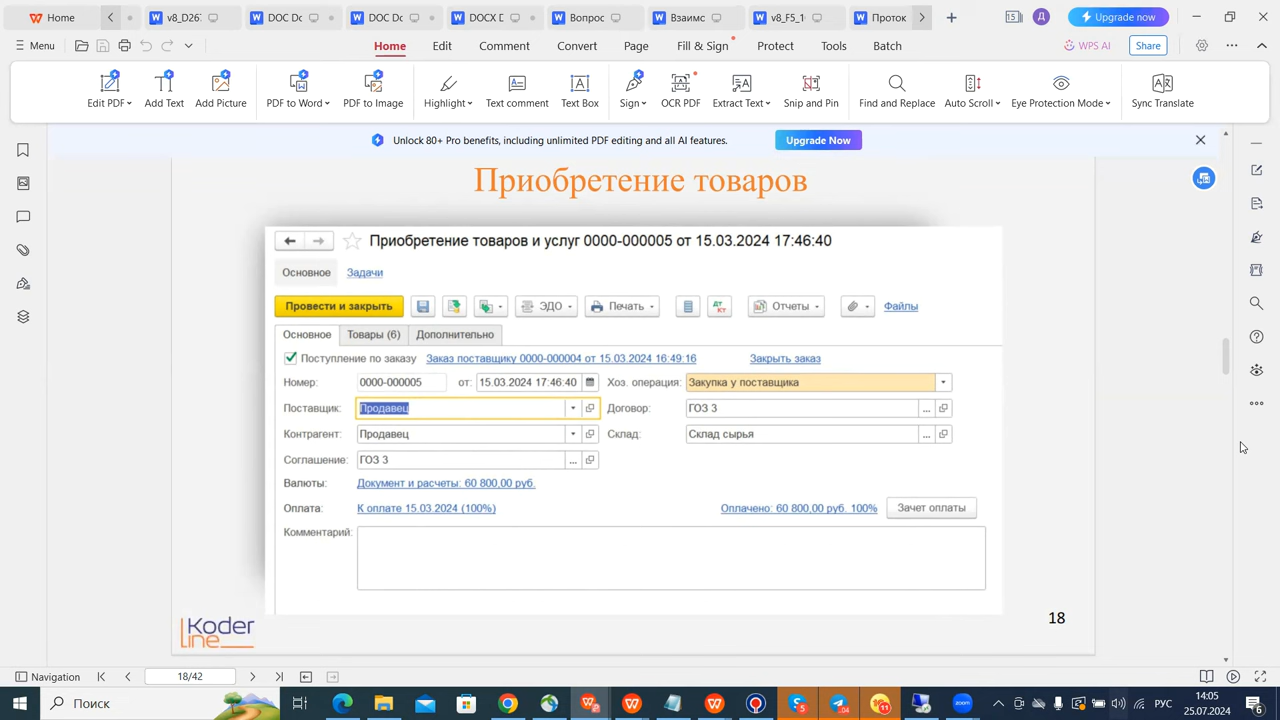 Home
v8_D26
DOC Do
DOC Do
DOCX D
Вопрос
Взаимс
v8_F5_1
Проток
Д
Upgrade now
Menu
Home
Edit
Comment
Convert
Page
Fill & Sign
Protect
Tools
Batch
WPS AI
Share
Edit PDF
Add Text
Add Picture
PDF to Word
PDF to Image
Highlight
Text comment
Text Box
Sign
OCR PDF
Extract Text
Snip and Pin
Find and Replace
Auto Scroll
Eye Protection Mode
Sync Translate
Unlock 80+ Pro benefits, including unlimited PDF editing and all AI features.
Upgrade Now
Приобретение товаров
Приобретение товаров и услуг 0000-000005 от 15.03.2024 17:46:40
Основное
Задачи
Провести и закрыть
ЭДО
Печать
Дт Кт
Отчеты
Файлы
Основное
Товары (6)
Дополнительно
Поступление по заказу
Заказ поставщику 0000-000004 от 15.03.2024 16:49:16
Закрыть заказ
Номер: 0000-000005 от: 15.03.2024 17:46:40
Хоз. операция: Закупка у поставщика
Поставщик: Продавец
Договор: ГОЗ 3
Контрагент: Продавец
Склад: Склад сырья
Соглашение: ГОЗ 3
Валюты: Документ и расчеты: 60 800,00 руб.
Оплата: К оплате 15.03.2024 (100%)
Оплачено: 60 800,00 руб. 100%
Зачет оплаты
Комментарий:
Koder
line
18
Navigation
18/42
Поиск
РУС
14:05
25.07.2024